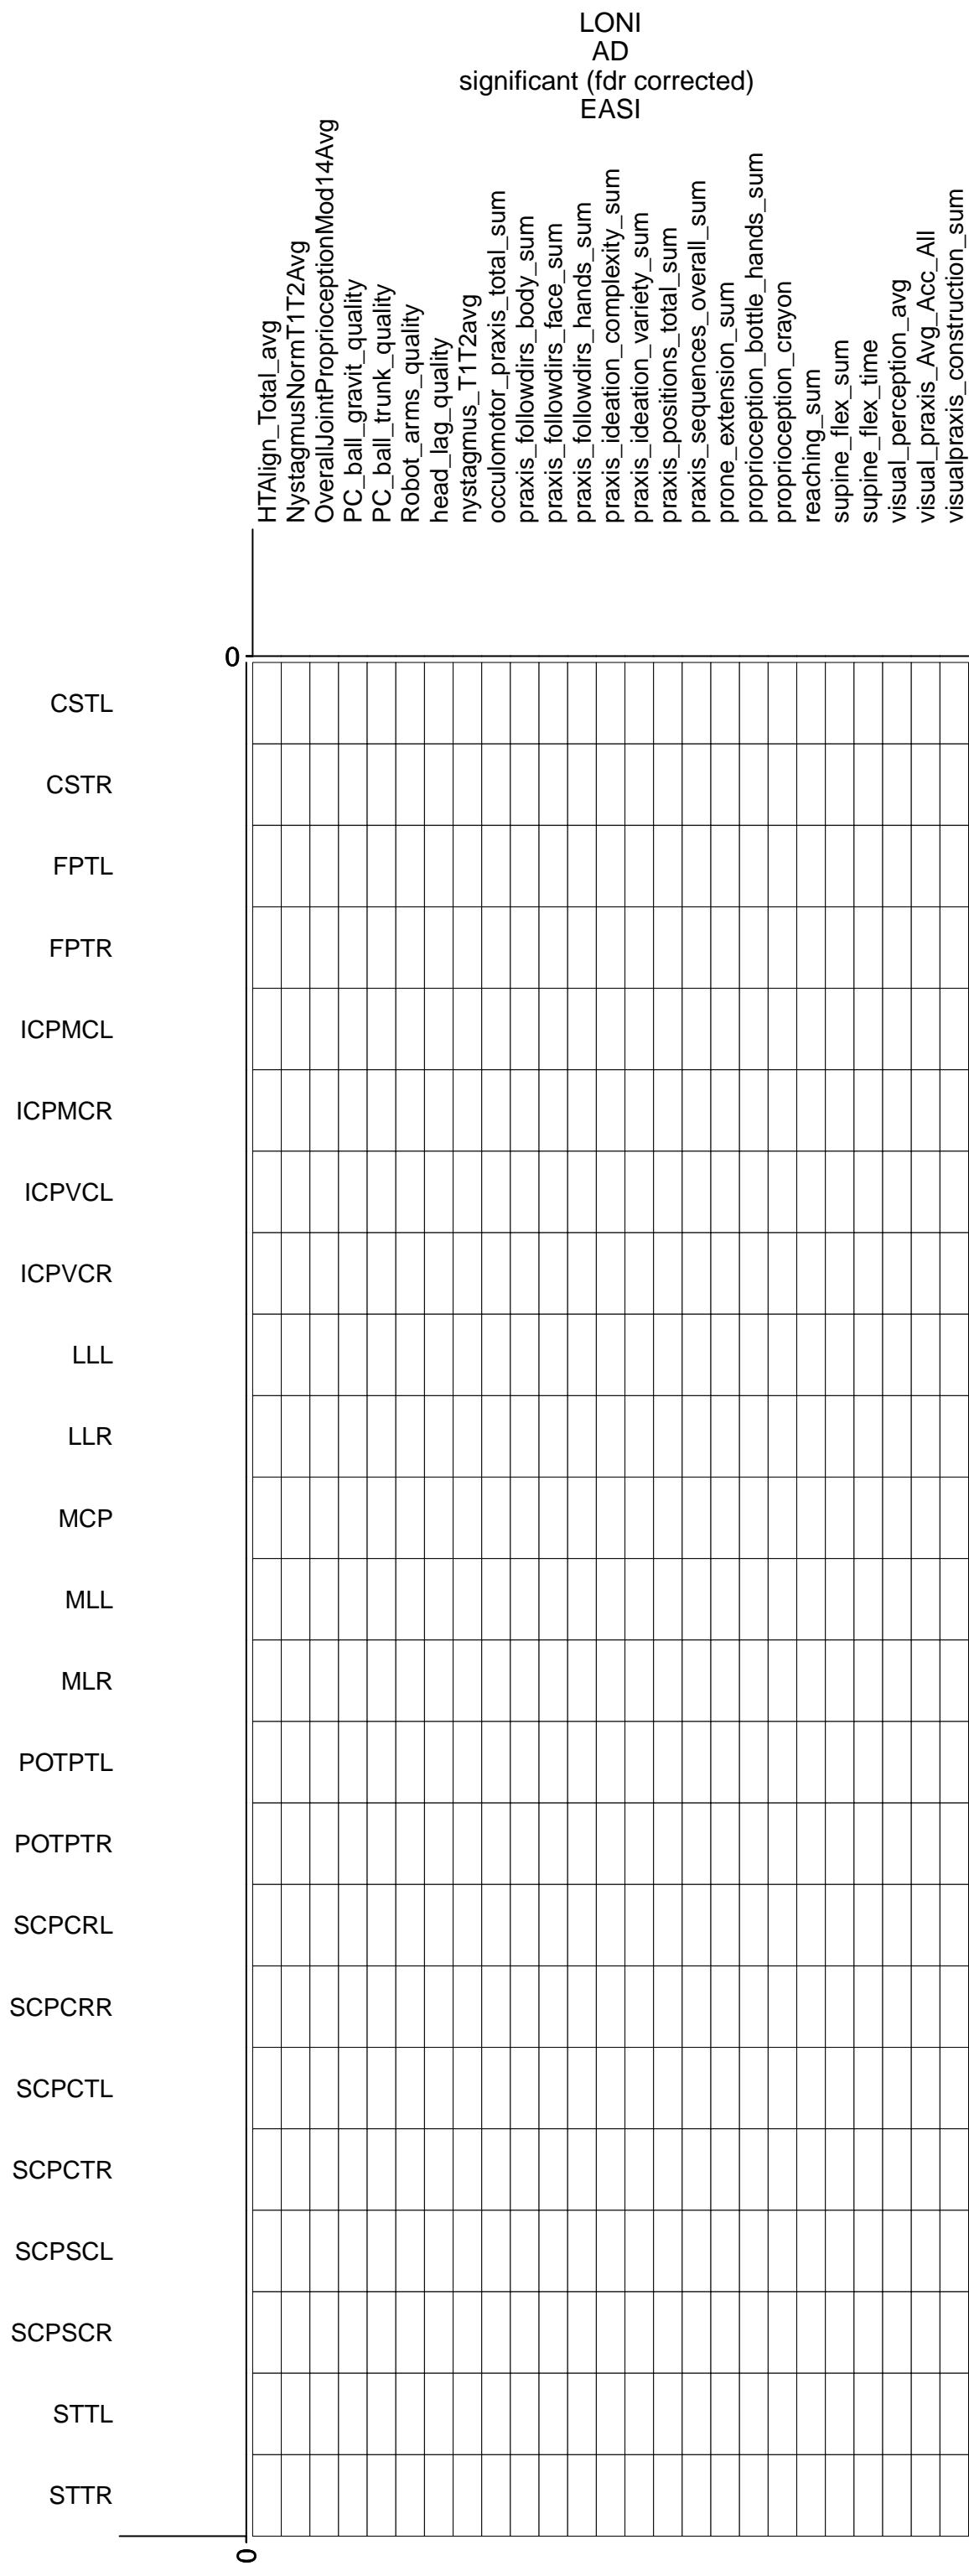 LONI
AD
significant (fdr corrected)
EASI
HTAlign_Total_avg
NystagmusNormT1T2Avg
OverallJointProprioceptionMod14Avg
PC_ball_gravit_quality
PC_ball_trunk_quality
Robot_arms_quality
head_lag_quality
nystagmus_T1T2avg
occulomotor_praxis_total_sum
praxis_followdirs_body_sum
praxis_followdirs_face_sum
praxis_followdirs_hands_sum
praxis_ideation_complexity_sum
praxis_ideation_variety_sum
praxis_positions_total_sum
praxis_sequences_overall_sum
prone_extension_sum
proprioception_bottle_hands_sum
proprioception_crayon
reaching_sum
supine_flex_sum
supine_flex_time
visual_perception_avg
visual_praxis_Avg_Acc_All
visualpraxis_construction_sum
0
CSTL
CSTR
FPTL
FPTR
ICPMCL
ICPMCR
ICPVCL
ICPVCR
LLL
LLR
MCP
MLL
MLR
POTPTL
POTPTR
SCPCRL
SCPCRR
SCPCTL
SCPCTR
SCPSCL
SCPSCR
STTL
STTR
0